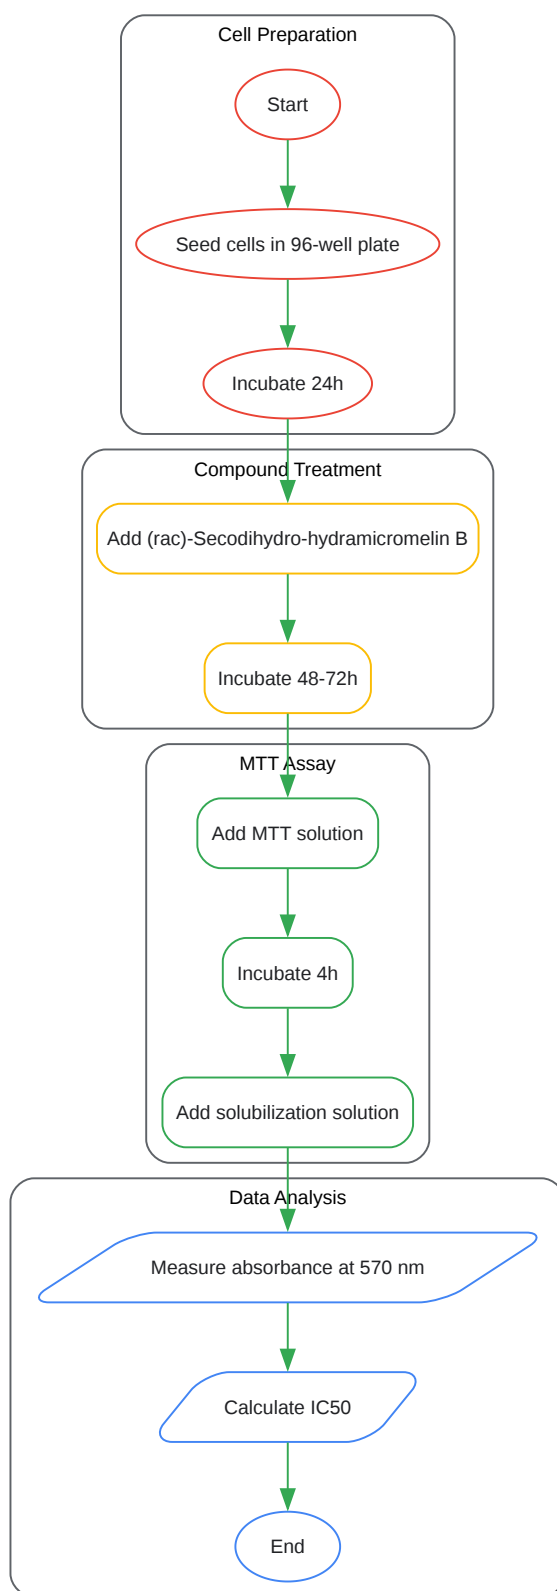 Cell Preparation
Start
Seed cells in 96-well plate
Incubate 24h
Compound Treatment
Add (rac)-Secodihydro-hydramicromelin B
Incubate 48-72h
MTT Assay
Add MTT solution
Incubate 4h
Add solubilization solution
Data Analysis
Measure absorbance at 570 nm
Calculate IC50
End